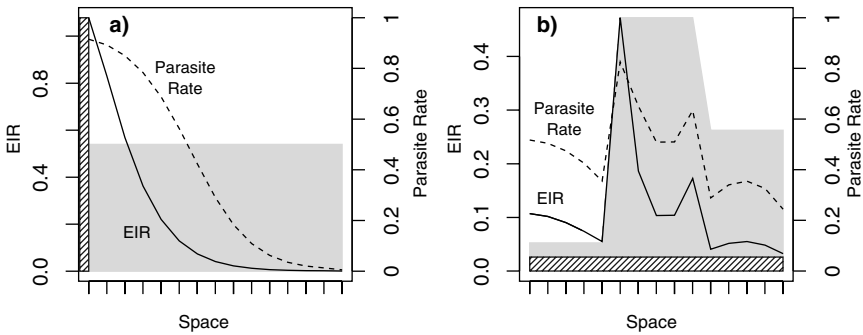 a)
Parasite
Rate
EIR
EIR
0.0
0.4
0.8
0
0.2
0.4
0.6
0.8
1
Parasite Rate
Space
b)
Parasite
Rate
EIR
EIR
0.0
0.1
0.2
0.3
0.4
0
0.2
0.4
0.6
0.8
1
Parasite Rate
Space